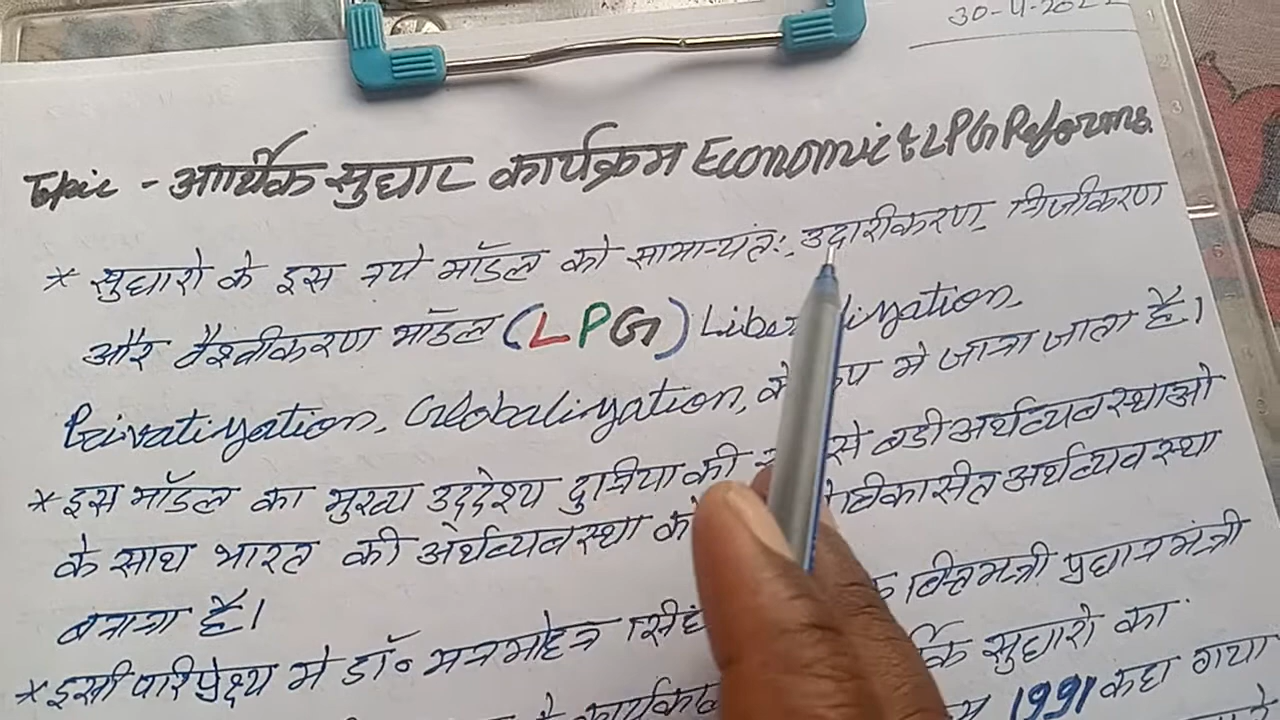 30-4-202
Topic - आर्थिक सुधार कार्यक्रम Economic & LPG Reforms.
* सुधारो के इस नये मॉडल को सामान्यतः उदारीकरण, निजीकरण
और वैश्वीकरण मॉडल (LPG) Liberalization,
Privatization, Globalization, के रूप मे जाना जाता है।
* इस मॉडल का मुख्य उद्देश्य दुनिया की सबसे बडी अर्थव्यवस्थाओ
के साथ भारत की अर्थव्यवस्था को विकासित अर्थव्यवस्था
बनाना है।
* इसी परिप्रेक्ष्य मे डॉ॰ मनमोहन सिंह वित्तमंत्री प्रधानमंत्री
सुधारो का
1991 कहा गया